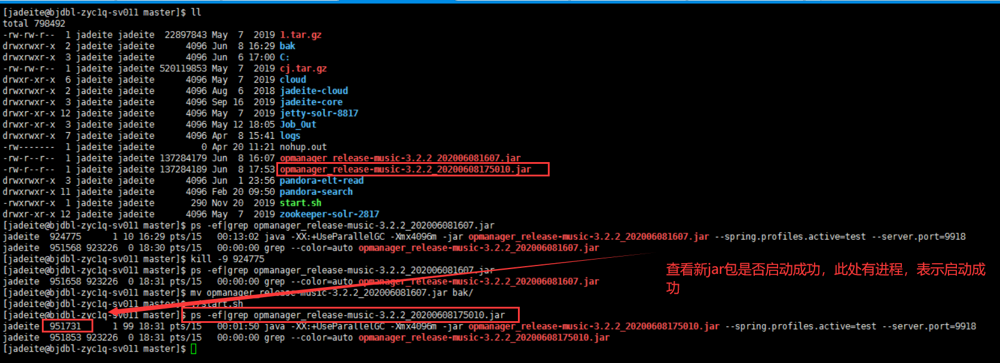 [jadeite@bjdbl-zyc1q-sv011 master]$ ll
total 798492
-rw-rw-r-- 1 jadeite jadeite 22897843 May 7 2019 1.tar.gz
drwxrwxr-x 2 jadeite jadeite 4096 Jun 8 16:29 bak
drwxrwxr-x 3 jadeite jadeite 4096 Jun 6 17:00 C:
-rw-rw-r-- 1 jadeite jadeite 520119853 May 7 2019 cj.tar.gz
drwxr-xr-x 6 jadeite jadeite 4096 May 7 2019 cloud
drwxrwxr-x 2 jadeite jadeite 4096 Aug 6 2018 jadeite-cloud
drwxrwxr-x 3 jadeite jadeite 4096 Sep 16 2019 jadeite-core
drwxr-xr-x 12 jadeite jadeite 4096 May 7 2019 jetty-solr-8817
drwxr-xr-x 3 jadeite jadeite 4096 May 12 18:05 Job_Out
drwxrwxr-x 7 jadeite jadeite 4096 Apr 8 15:41 logs
-rw------- 1 jadeite jadeite 0 Apr 20 11:21 nohup.out
-rw-r--r-- 1 jadeite jadeite 137284179 Jun 8 16:07 opmanager_release-music-3.2.2_202006081607.jar
-rw-r--r-- 1 jadeite jadeite 137284189 Jun 8 17:53 opmanager_release-music-3.2.2_20200608175010.jar
drwxrwxr-x 3 jadeite jadeite 4096 Jun 1 23:56 pandora-elt-read
drwxrwxr-x 11 jadeite jadeite 4096 Feb 20 09:50 pandora-search
-rwxrwxr-x 1 jadeite jadeite 290 Nov 20 2019 start.sh
drwxr-xr-x 12 jadeite jadeite 4096 May 7 2019 zookeeper-solr-2817
[jadeite@bjdbl-zyc1q-sv011 master]$ ps -ef|grep opmanager_release-music-3.2.2_202006081607.jar
jadeite 924775 1 10 16:29 pts/15 00:13:02 java -XX:+UseParallelGC -Xmx4096m -jar opmanager_release-music-3.2.2_202006081607.jar --spring.profiles.active=test --server.port=9918
jadeite 951568 923226 0 18:30 pts/15 00:00:00 grep --color=auto opmanager_release-music-3.2.2_202006081607.jar
[jadeite@bjdbl-zyc1q-sv011 master]$ kill -9 924775
[jadeite@bjdbl-zyc1q-sv011 master]$ ps -ef|grep opmanager_release-music-3.2.2_202006081607.jar
jadeite 951658 923226 0 18:31 pts/15 00:00:00 grep --color=auto opmanager_release-music-3.2.2_202006081607.jar
查看新jar包是否启动成功，此处有进程，表示启动成
功
[jadeite@bjdbl-zyc1q-sv011 master]$ mv opmanager_release-music-3.2.2_202006081607.jar bak/
[jadeite@bjdbl-zyc1q-sv011 master]$ ./start.sh
[jadeite@bjdbl-zyc1q-sv011 master]$ ps -ef|grep opmanager_release-music-3.2.2_20200608175010.jar
jadeite 951731 1 99 18:31 pts/15 00:01:50 java -XX:+UseParallelGC -Xmx4096m -jar opmanager_release-music-3.2.2_20200608175010.jar --spring.profiles.active=test --server.port=9918
jadeite 951853 923226 0 18:31 pts/15 00:00:00 grep --color=auto opmanager_release-music-3.2.2_20200608175010.jar
[jadeite@bjdbl-zyc1q-sv011 master]$